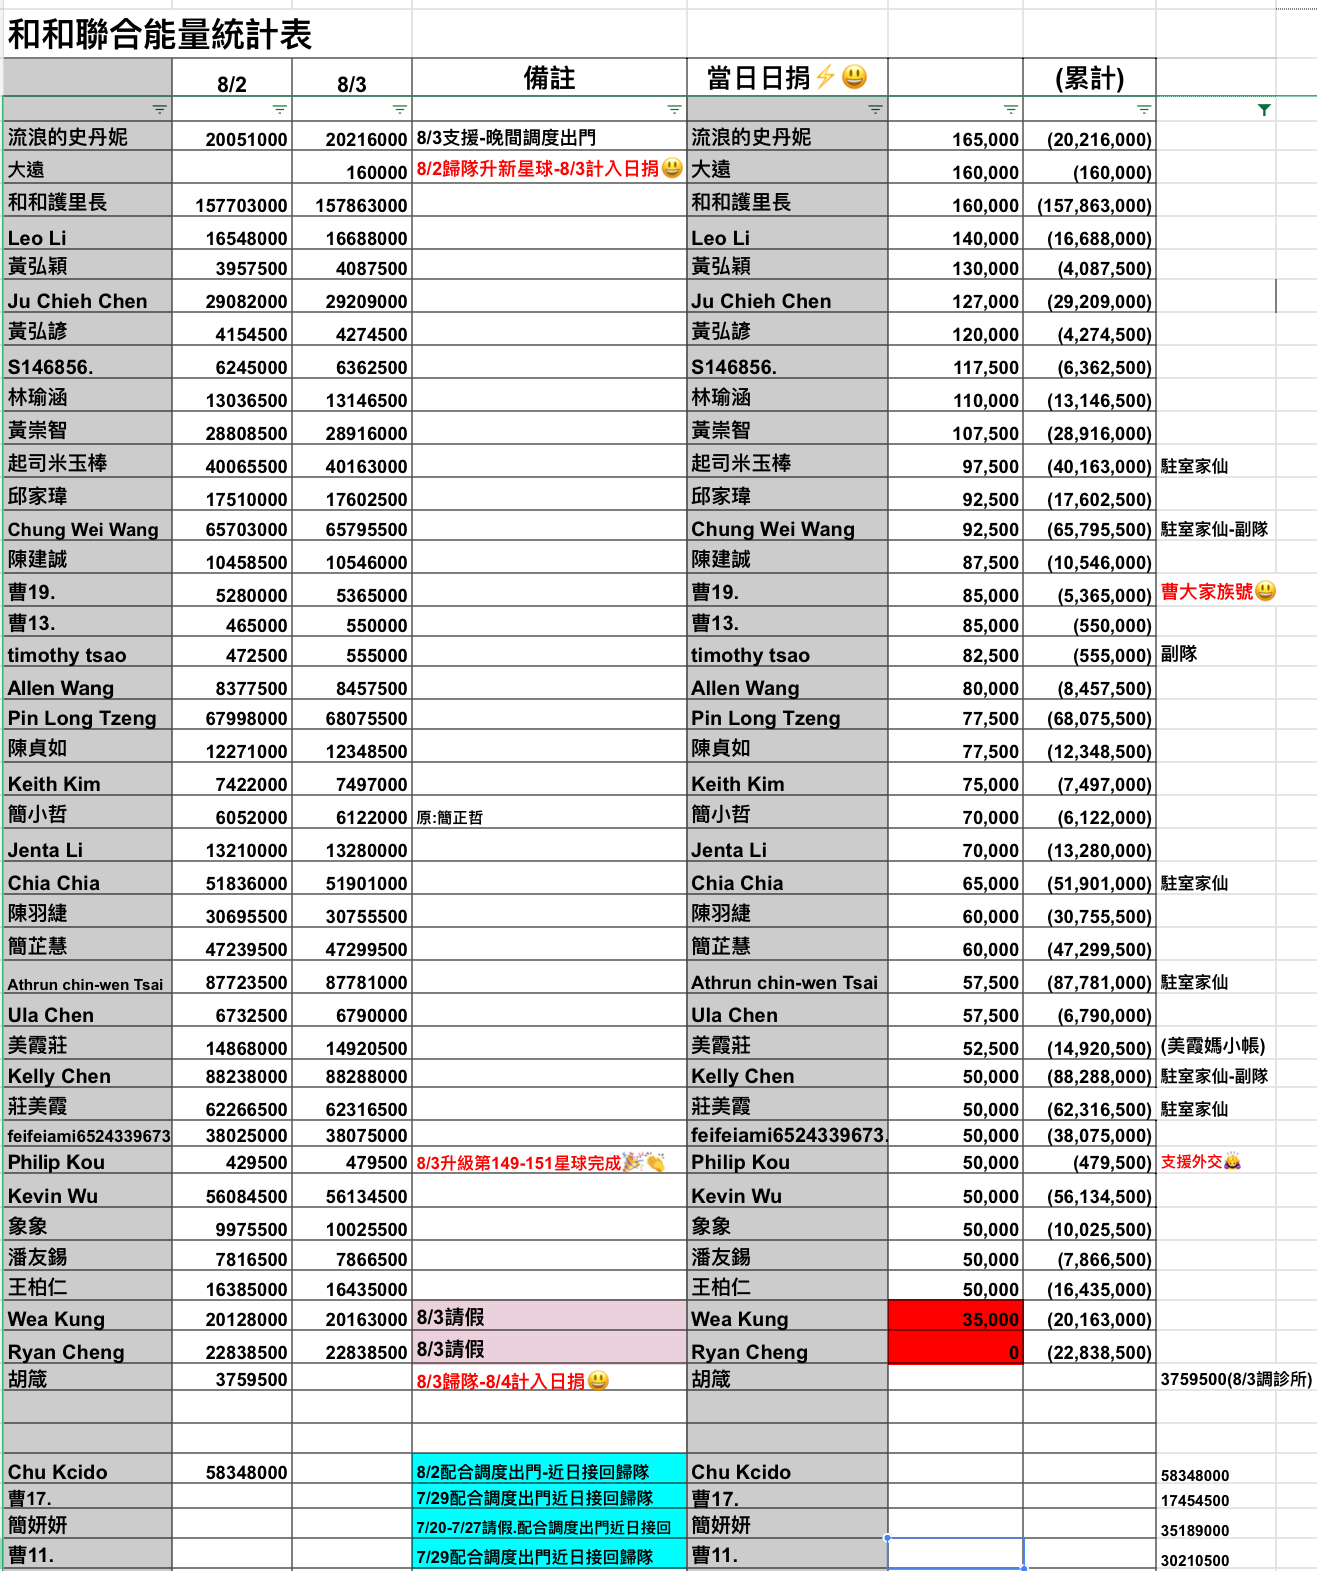 和和聯合能量統計表
8/2 8/3 備註 當日日捐⚡😃 (累計)
流浪的史丹妮 20051000 20216000 8/3支援-晚間調度出門 流浪的史丹妮 165,000 (20,216,000)
大遠 160000 8/2歸隊升新星球-8/3計入日捐😃 大遠 160,000 (160,000)
和和護里長 157703000 157863000 和和護里長 160,000 (157,863,000)
Leo Li 16548000 16688000 Leo Li 140,000 (16,688,000)
黃弘穎 3957500 4087500 黃弘穎 130,000 (4,087,500)
Ju Chieh Chen 29082000 29209000 Ju Chieh Chen 127,000 (29,209,000)
黃弘諺 4154500 4274500 黃弘諺 120,000 (4,274,500)
S146856. 6245000 6362500 S146856. 117,500 (6,362,500)
林瑜涵 13036500 13146500 林瑜涵 110,000 (13,146,500)
黃崇智 28808500 28916000 黃崇智 107,500 (28,916,000)
起司米玉棒 40065500 40163000 起司米玉棒 97,500 (40,163,000) 駐室家仙
邱家瑋 17510000 17602500 邱家瑋 92,500 (17,602,500)
Chung Wei Wang 65703000 65795500 Chung Wei Wang 92,500 (65,795,500) 駐室家仙-副隊
陳建誠 10458500 10546000 陳建誠 87,500 (10,546,000)
曹19. 5280000 5365000 曹19. 85,000 (5,365,000) 曹大家族號😃
曹13. 465000 550000 曹13. 85,000 (550,000)
timothy tsao 472500 555000 timothy tsao 82,500 (555,000) 副隊
Allen Wang 8377500 8457500 Allen Wang 80,000 (8,457,500)
Pin Long Tzeng 67998000 68075500 Pin Long Tzeng 77,500 (68,075,500)
陳貞如 12271000 12348500 陳貞如 77,500 (12,348,500)
Keith Kim 7422000 7497000 Keith Kim 75,000 (7,497,000)
簡小哲 6052000 6122000 原:簡正哲 簡小哲 70,000 (6,122,000)
Jenta Li 13210000 13280000 Jenta Li 70,000 (13,280,000)
Chia Chia 51836000 51901000 Chia Chia 65,000 (51,901,000) 駐室家仙
陳羽緁 30695500 30755500 陳羽緁 60,000 (30,755,500)
簡芷慧 47239500 47299500 簡芷慧 60,000 (47,299,500)
Athrun chin-wen Tsai 87723500 87781000 Athrun chin-wen Tsai 57,500 (87,781,000) 駐室家仙
Ula Chen 6732500 6790000 Ula Chen 57,500 (6,790,000)
美霞莊 14868000 14920500 美霞莊 52,500 (14,920,500) (美霞媽小帳)
Kelly Chen 88238000 88288000 Kelly Chen 50,000 (88,288,000) 駐室家仙-副隊
莊美霞 62266500 62316500 莊美霞 50,000 (62,316,500) 駐室家仙
feifeiami6524339673 38025000 38075000 feifeiami6524339673. 50,000 (38,075,000)
Philip Kou 429500 479500 8/3升級第149-151星球完成🎉👏 Philip Kou 50,000 (479,500) 支援外交🙇
Kevin Wu 56084500 56134500 Kevin Wu 50,000 (56,134,500)
象象 9975500 10025500 象象 50,000 (10,025,500)
潘友錫 7816500 7866500 潘友錫 50,000 (7,866,500)
王柏仁 16385000 16435000 王柏仁 50,000 (16,435,000)
Wea Kung 20128000 20163000 8/3請假 Wea Kung 35,000 (20,163,000)
Ryan Cheng 22838500 22838500 8/3請假 Ryan Cheng 0 (22,838,500)
胡箴 3759500 8/3歸隊-8/4計入日捐😃 胡箴 3759500(8/3調診所)
Chu Kcido 58348000 8/2配合調度出門-近日接回歸隊 Chu Kcido 58348000
曹17. 7/29配合調度出門近日接回歸隊 曹17. 17454500
簡妍妍 7/20-7/27請假.配合調度出門近日接回 簡妍妍 35189000
曹11. 7/29配合調度出門近日接回歸隊 曹11. 30210500